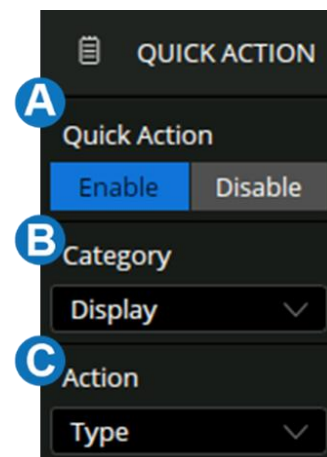 QUICK ACTION
A
Quick Action
Enable Disable
B
Category
Display
C
Action
Type